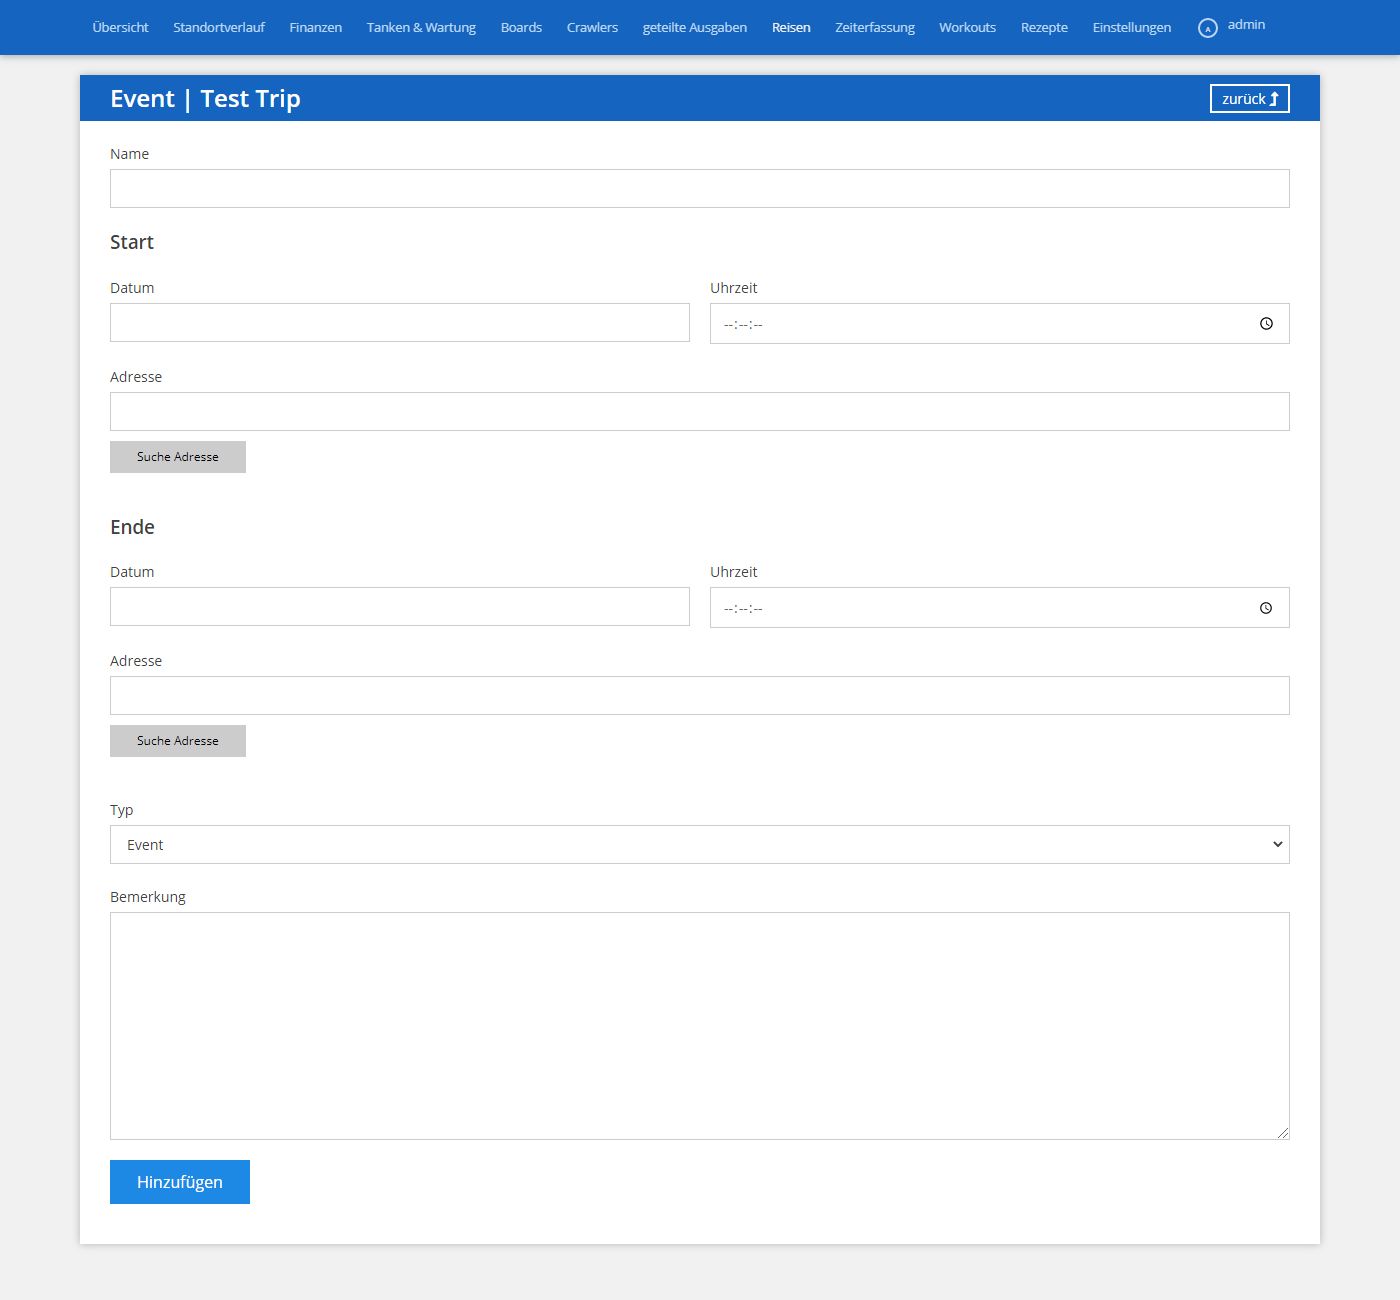 Übersicht Standortverlauf Finanzen Tanken & Wartung Boards Crawlers geteilte Ausgaben Reisen Zeiterfassung Workouts Rezepte Einstellungen A admin
Event | Test Trip zurück
Name
Start
Datum Uhrzeit
--:--:--
Adresse
Suche Adresse
Ende
Datum Uhrzeit
--:--:--
Adresse
Suche Adresse
Typ
Event
Bemerkung
Hinzufügen